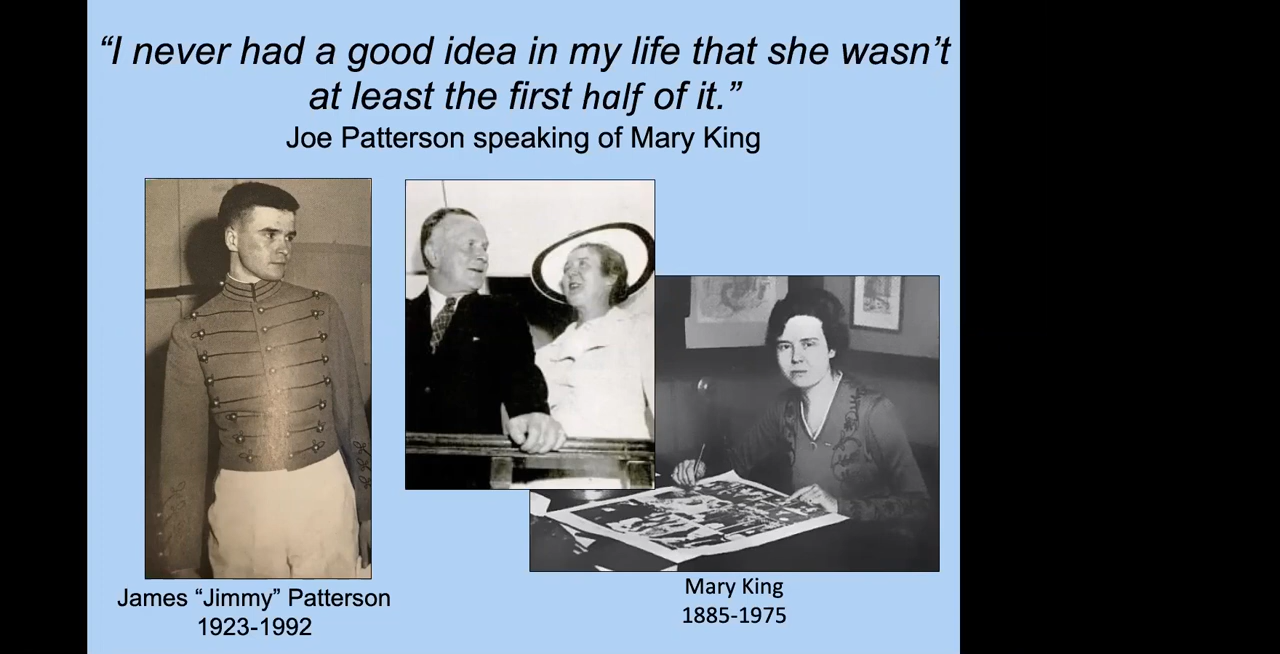 “I never had a good idea in my life that she wasn’t
at least the first half of it.”
Joe Patterson speaking of Mary King
James “Jimmy” Patterson
1923-1992
Mary King
1885-1975